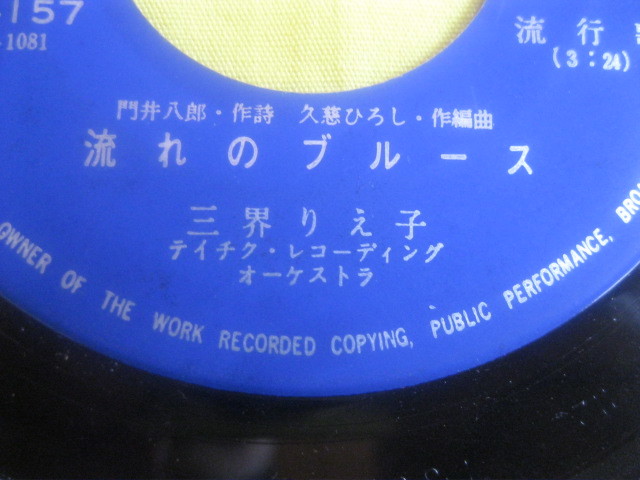 157
1081
流行
(3:24)
門井八郎・作詩 久慈ひろし・作編曲
流れのブルース
三界りえ子
テイチク・レコーディング
オーケストラ
OWNER OF THE WORK RECORDED COPYING, PUBLIC PERFORMANCE,